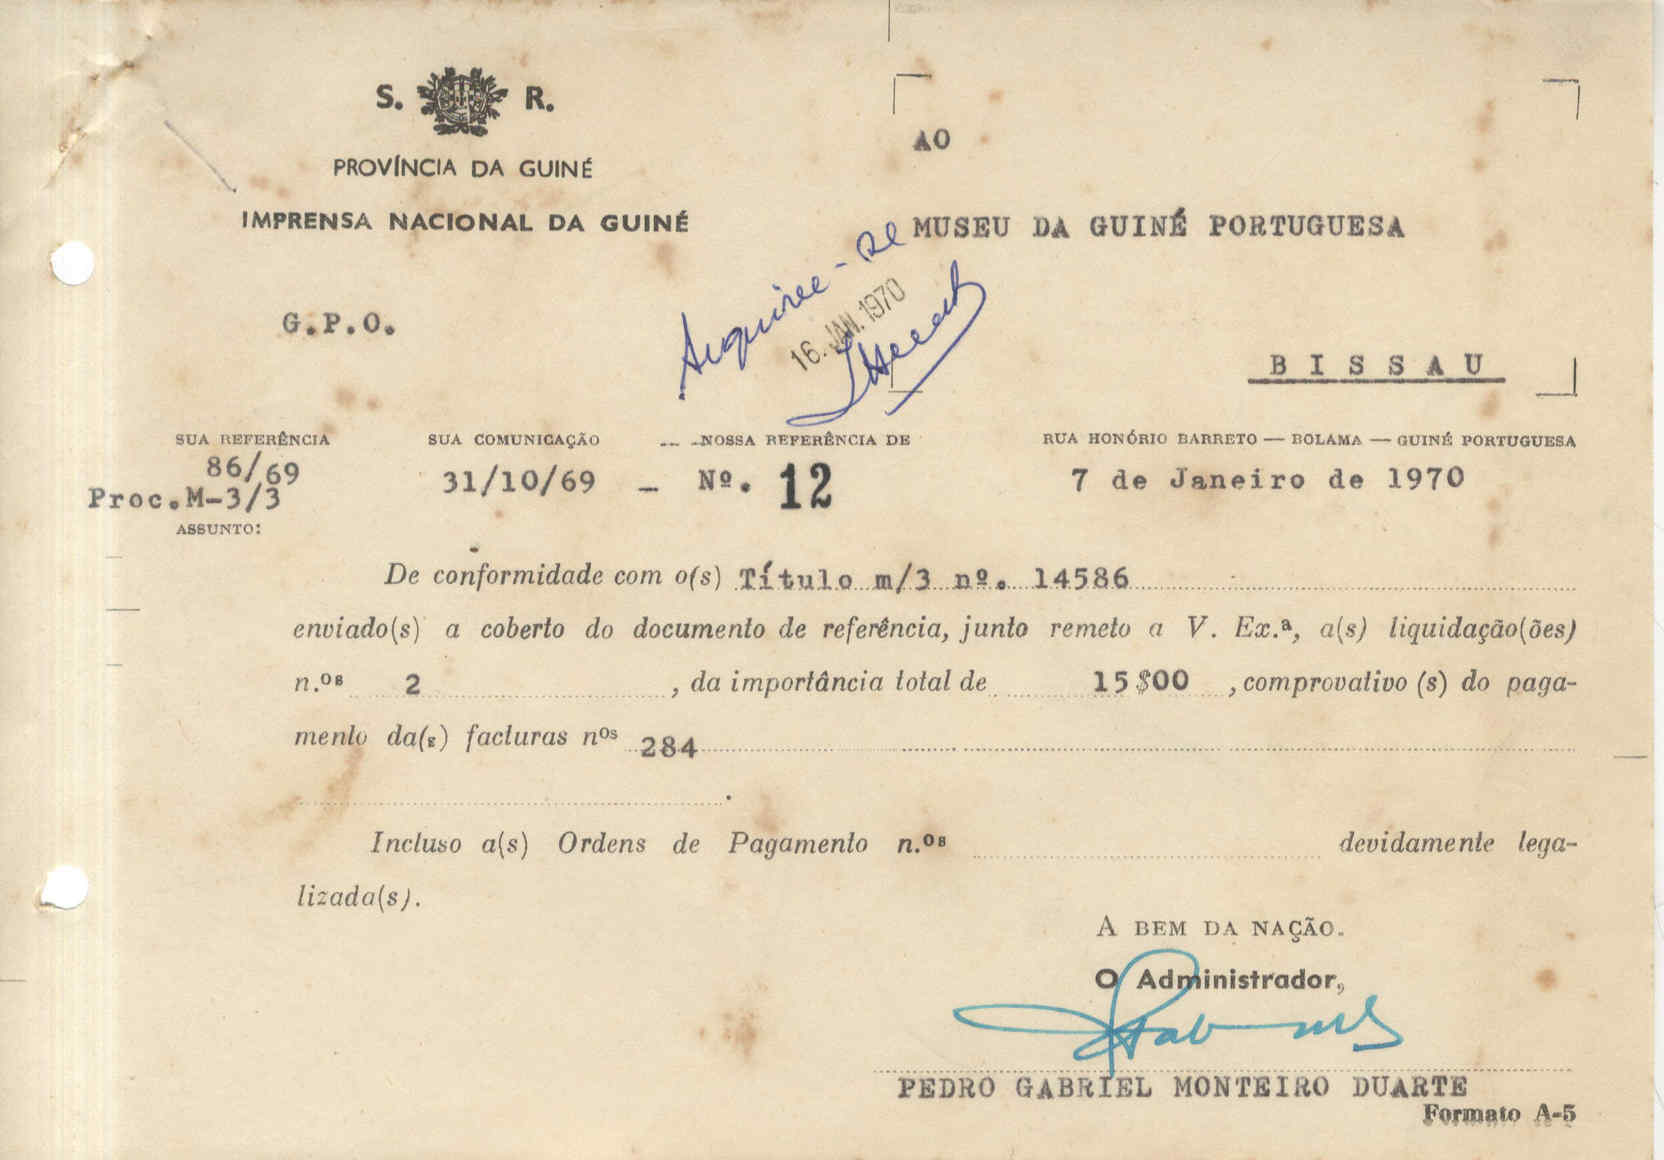 S. R.
PROVÍNCIA DA GUINÉ
IMPRENSA NACIONAL DA GUINÉ
G.P.O.
AO
MUSEU DA GUINÉ PORTUGUESA
BISSAU
Arquive-se
16. JAN. 1970
SUA REFERÊNCIA
86/69
Proc.M-3/3
SUA COMUNICAÇÃO
31/10/69
NOSSA REFERÊNCIA DE
- Nº. 12
RUA HONÓRIO BARRETO — BOLAMA — GUINÉ PORTUGUESA
7 de Janeiro de 1970
ASSUNTO:
De conformidade com o(s) Título m/3 nº. 14586
enviado(s) a coberto do documento de referência, junto remeto a V. Ex.ª, a(s) liquidação(ões)
n.os 2 , da importância total de 15$00 , comprovativo (s) do paga-
mento da(s) facturas nos 284
.
Incluso a(s) Ordens de Pagamento n.os devidamente lega-
lizada(s).
A BEM DA NAÇÃO.
O Administrador,
PEDRO GABRIEL MONTEIRO DUARTE
Formato A-5